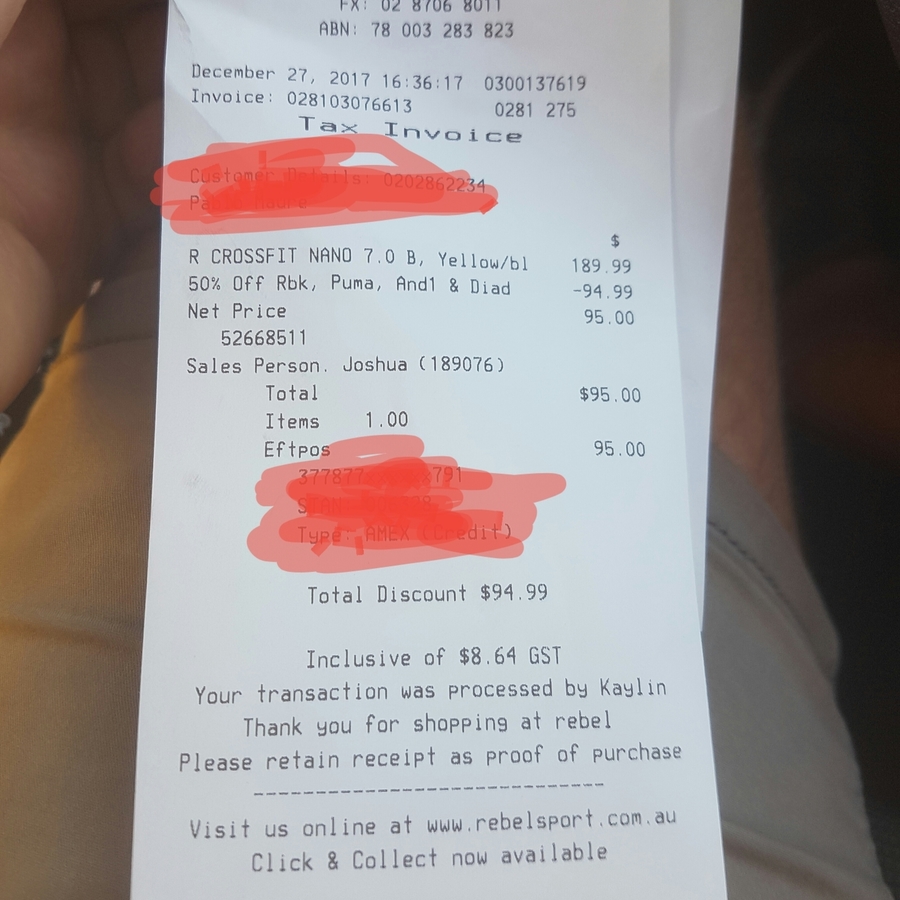 FX: 02 8706 8011
ABN: 78 003 283 823
December 27, 2017 16:36:17 0300137619
Invoice: 028103076613 0281 275
Tax Invoice
$
R CROSSFIT NANO 7.0 B, Yellow/bl 189.99
50% Off Rbk, Puma, And1 & Diad -94.99
Net Price 95.00
52668511
Sales Person. Joshua (189076)
Total $95.00
Items 1.00
Eftpos 95.00
Total Discount $94.99
Inclusive of $8.64 GST
Your transaction was processed by Kaylin
Thank you for shopping at rebel
Please retain receipt as proof of purchase
----------------------------
Visit us online at www.rebelsport.com.au
Click & Collect now available